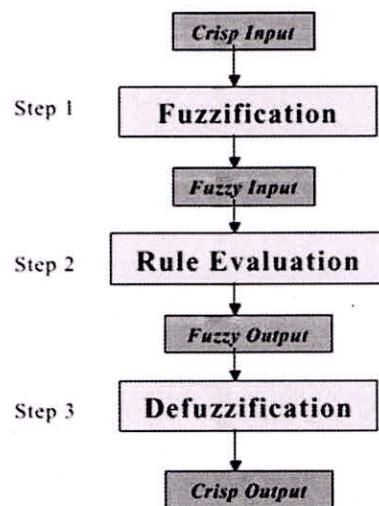 Crisp Input
Step 1
Fuzzification
Fuzzy Input
Step 2
Rule Evaluation
Fuzzy Output
Step 3
Defuzzification
Crisp Output